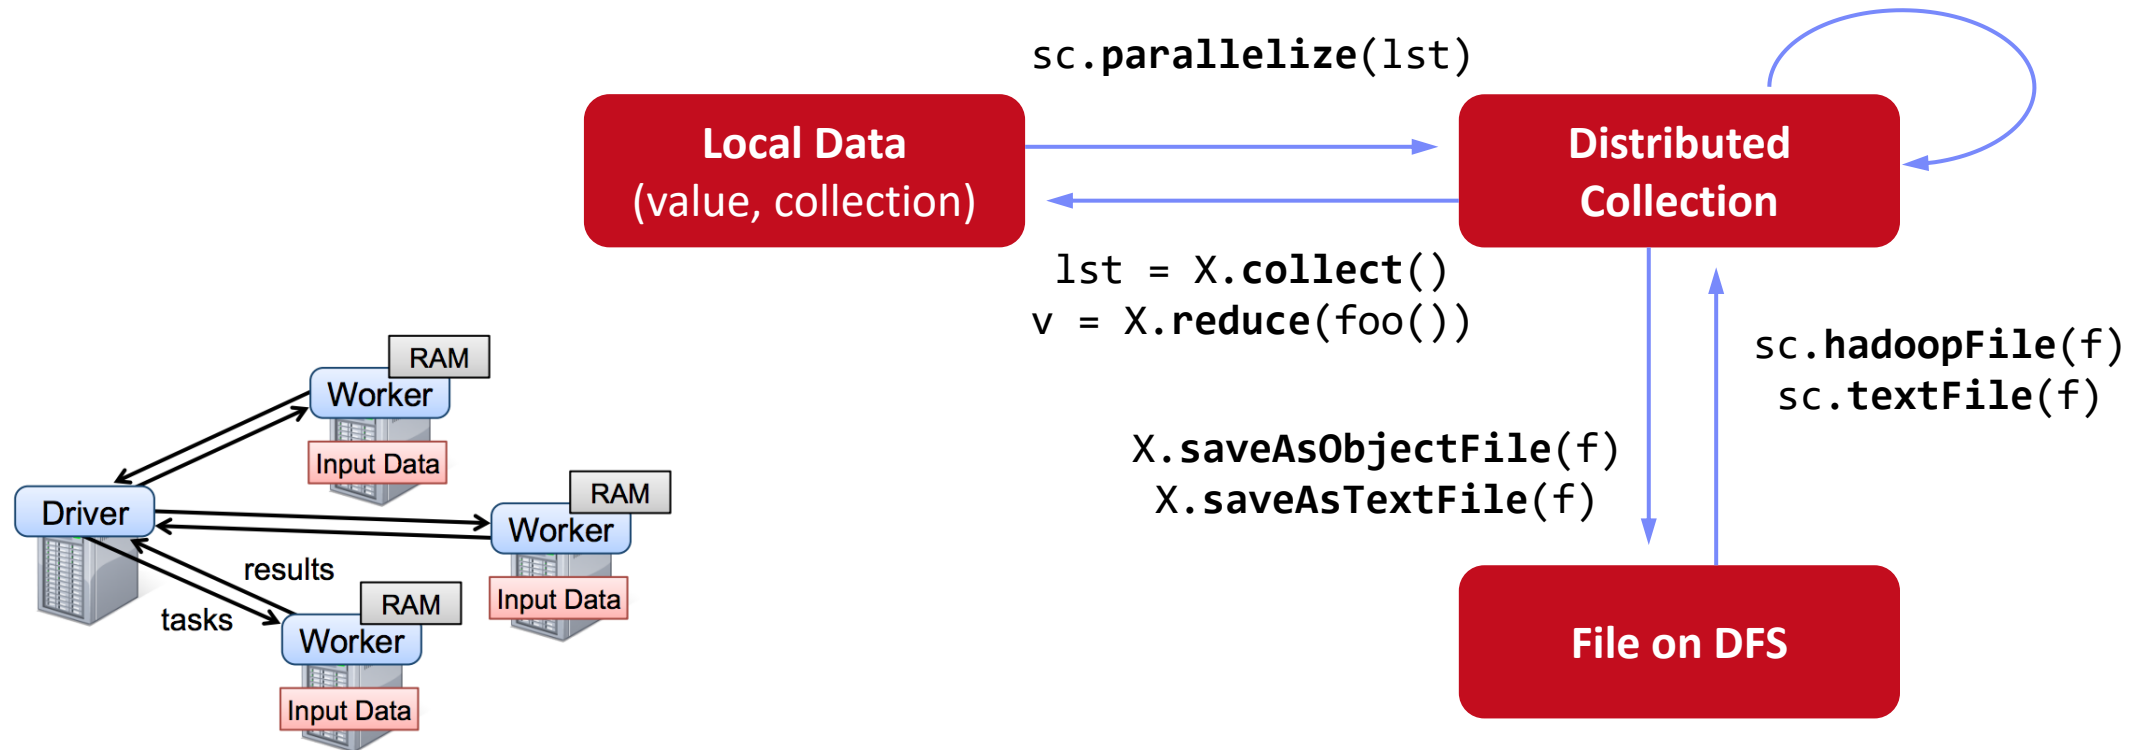 sc.parallelize(lst)
Local Data
(value, collection)
Distributed
Collection
lst = X.collect()
v = X.reduce(foo())
sc.hadoopFile(f)
sc.textFile(f)
X.saveAsObjectFile(f)
X.saveAsTextFile(f)
File on DFS
RAM
Worker
Input Data
Driver
RAM
Worker
Input Data
results
tasks
RAM
Worker
Input Data